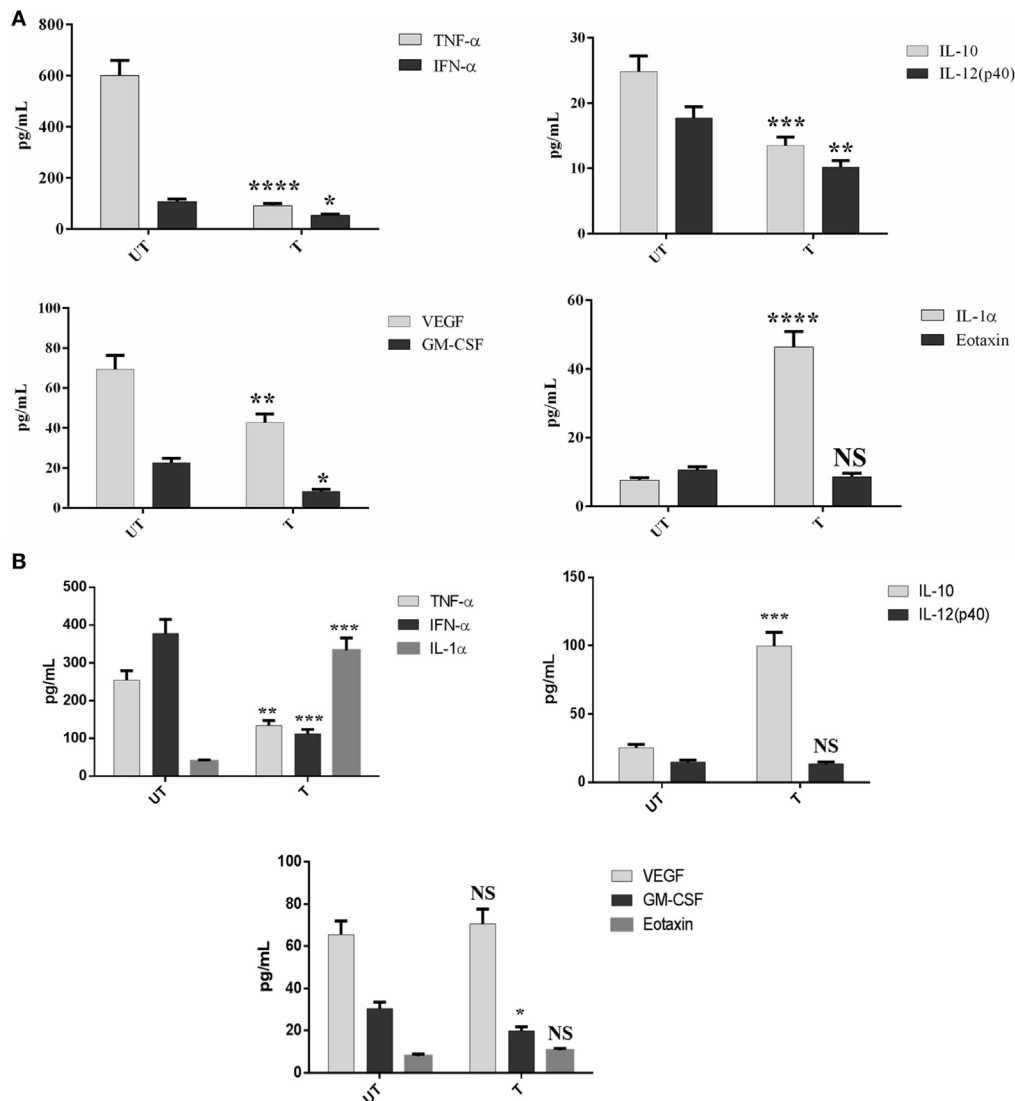 A
800
600
400
200
0
pg/mL
UT
T
****
*
TNF-α
IFN-α
30
20
10
0
pg/mL
UT
T
***
**
IL-10
IL-12(p40)
100
80
60
40
20
0
pg/mL
UT
T
**
*
VEGF
GM-CSF
60
40
20
0
pg/mL
UT
T
****
NS
IL-1α
Eotaxin
B
500
400
300
200
100
0
pg/mL
UT
T
**
***
***
TNF-α
IFN-α
IL-1α
150
100
50
0
pg/mL
UT
T
***
NS
IL-10
IL-12(p40)
100
80
60
40
20
0
pg/mL
UT
T
NS
*
NS
VEGF
GM-CSF
Eotaxin